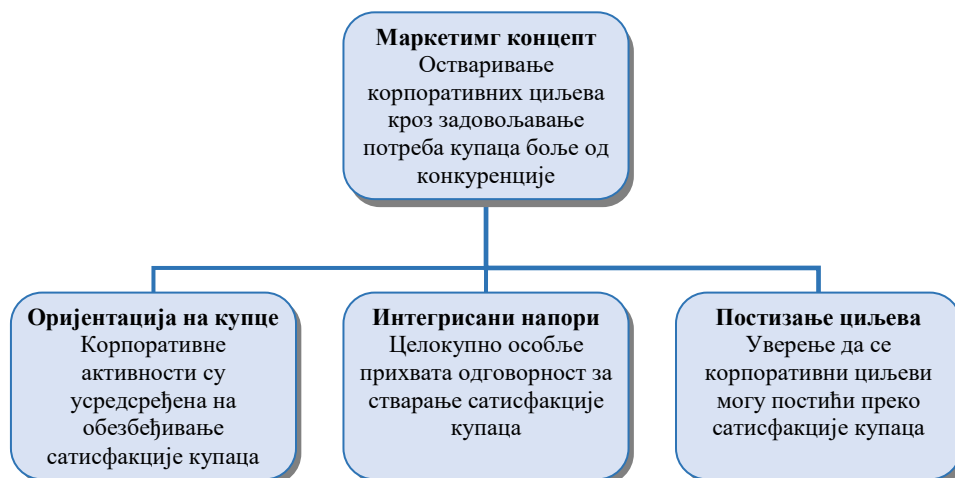 Маркетимг концепт
Остваривање
корпоративних циљева
кроз задовољавање
потреба купаца боље од
конкуренције
Оријентација на купце
Корпоративне
активности су
усредсређена на
обезбеђивање
сатисфакције купаца
Интегрисани напори
Целокупно особље
прихвата одговорност за
стварање сатисфакције
купаца
Постизање циљева
Уверење да се
корпоративни циљеви
могу постићи преко
сатисфакције купаца